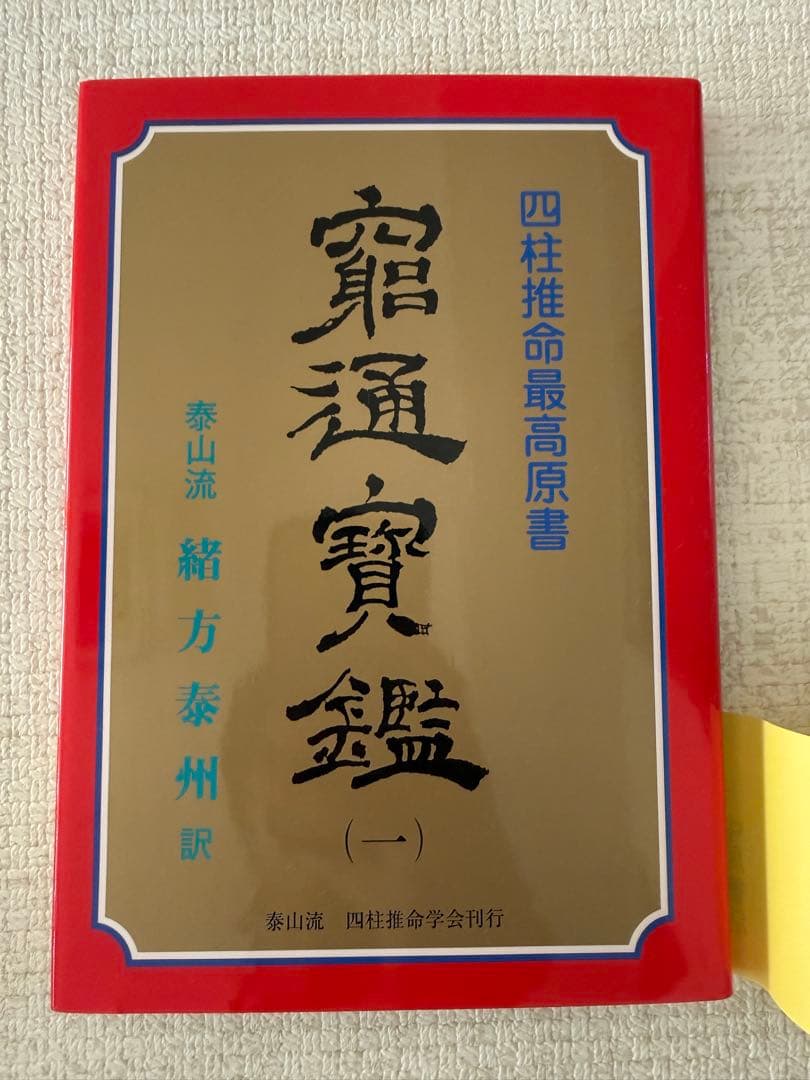 四柱推命最高原書
窮通寶鑑
(一)
泰山流 緒方泰州 訳
泰山流 四柱推命学会刊行